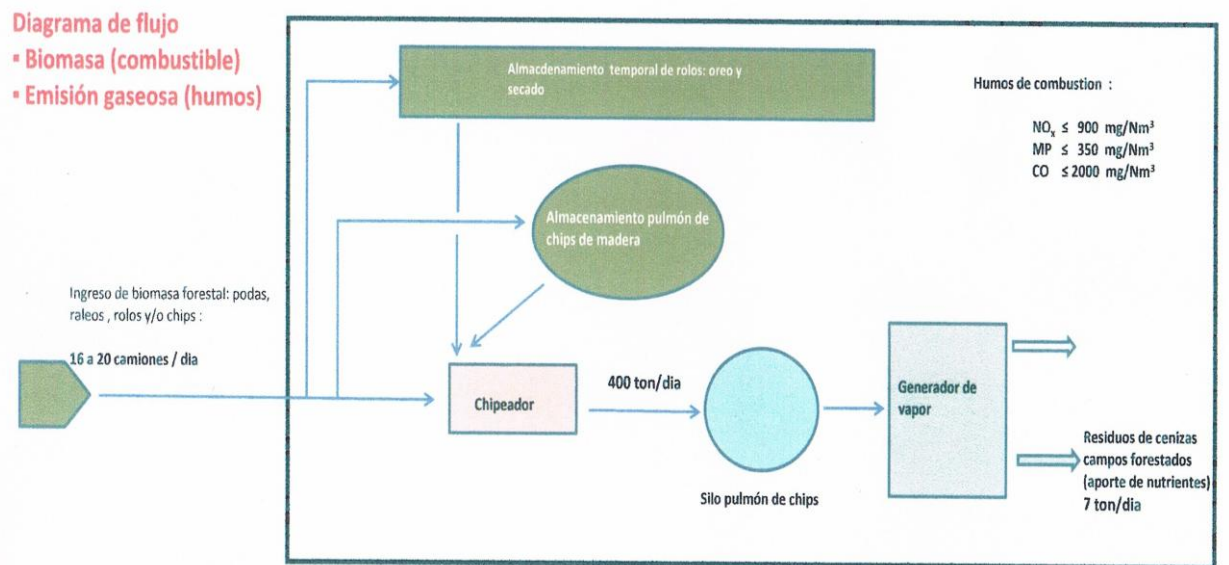 Diagrama de flujo
▪ Biomasa (combustible)
▪ Emisión gaseosa (humos)
Almacdenamiento temporal de rolos: oreo y
secado
Humos de combustion :
NOx ≤ 900 mg/Nm³
MP ≤ 350 mg/Nm³
CO ≤ 2000 mg/Nm³
Almacenamiento pulmón de
chips de madera
Ingreso de biomasa forestal: podas,
raleos , rolos y/o chips :
16 a 20 camiones / dia
Chipeador
400 ton/dia
Silo pulmón de chips
Generador de
vapor
Residuos de cenizas
campos forestados
(aporte de nutrientes)
7 ton/dia